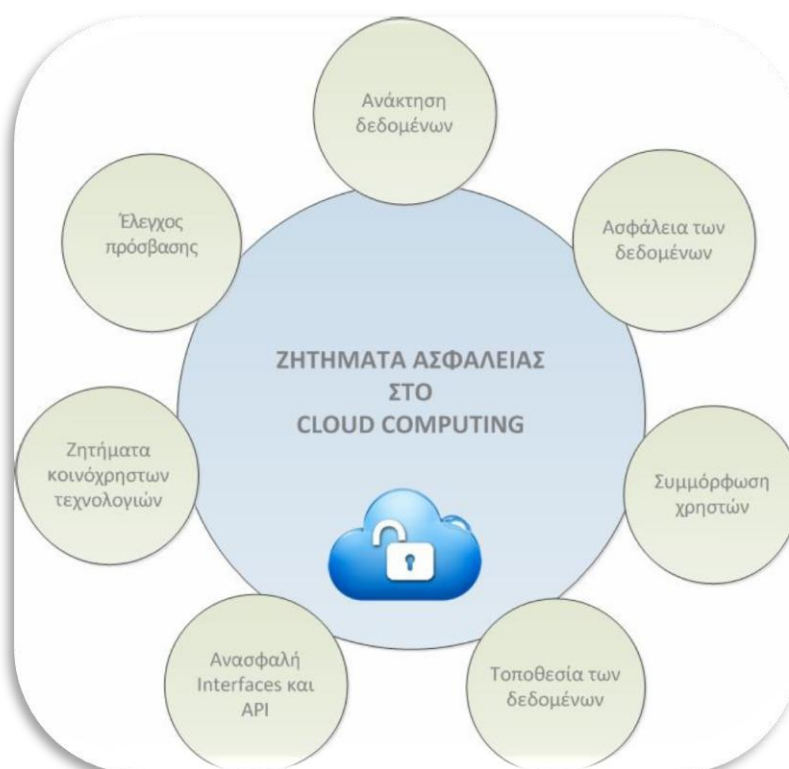 Ανάκτηση
δεδομένων
Ασφάλεια των
δεδομένων
Συμμόρφωση
χρηστών
Τοποθεσία των
δεδομένων
Ανασφαλή
Interfaces και
API
Ζητήματα
κοινόχρηστων
τεχνολογιών
Έλεγχος
πρόσβασης
ΖΗΤΗΜΑΤΑ ΑΣΦΑΛΕΙΑΣ
ΣΤΟ
CLOUD COMPUTING